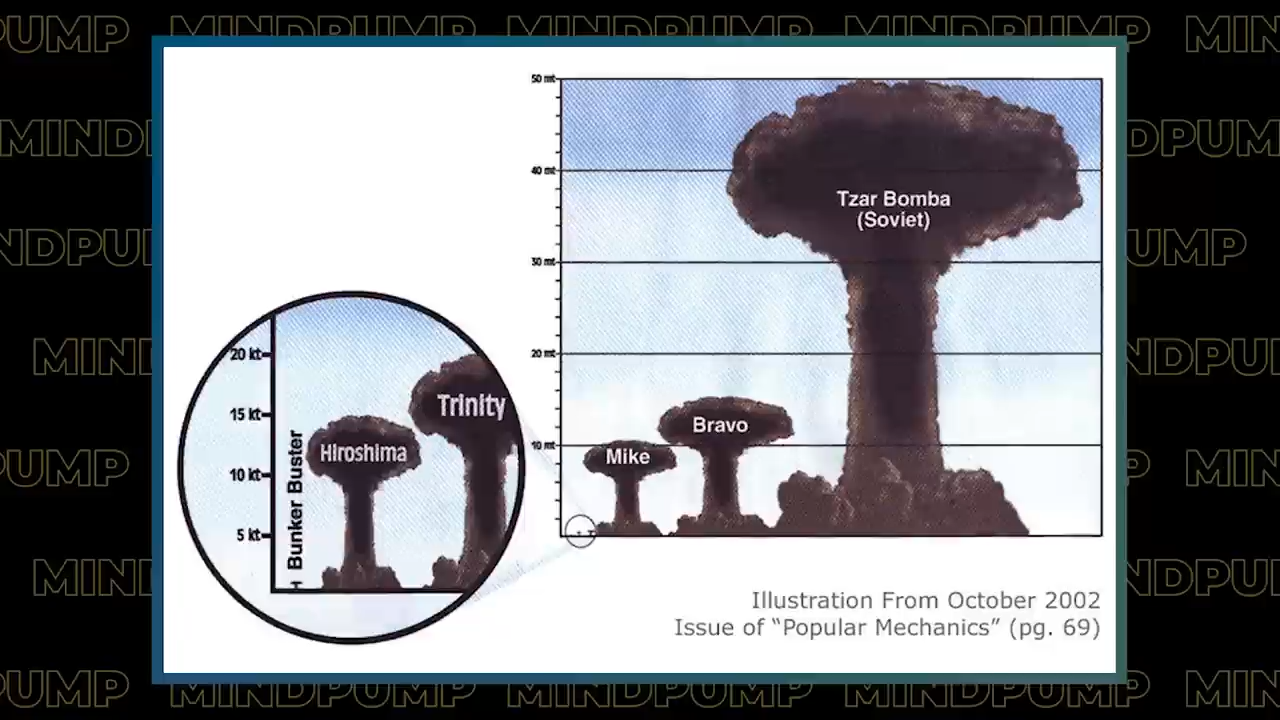 MINDPUMP
50 mt
40 mt
30 mt
20 mt
10 mt
Tzar Bomba
(Soviet)
Bravo
Mike
20 kt
15 kt
10 kt
5 kt
Trinity
Hiroshima
Bunker Buster
Illustration From October 2002
Issue of “Popular Mechanics” (pg. 69)